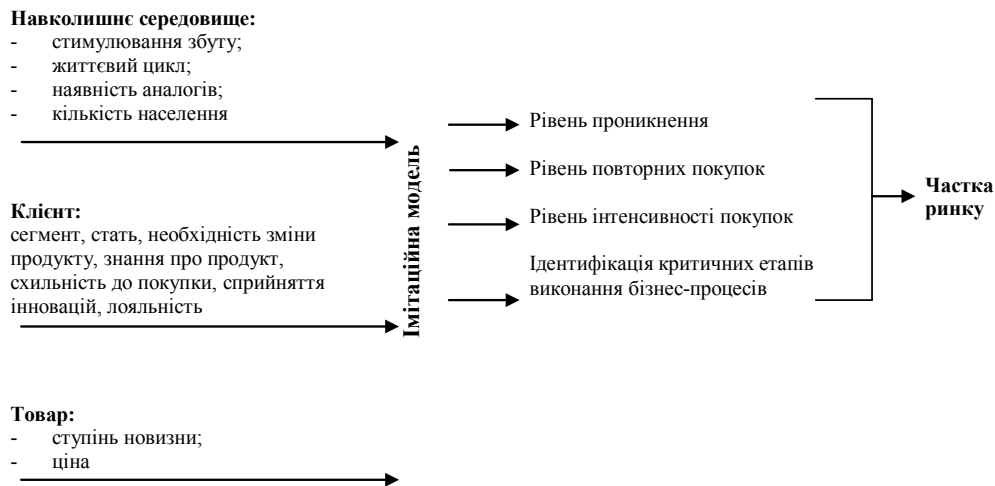 Навколишнє середовище:
- стимулювання збуту;
- життєвий цикл;
- наявність аналогів;
- кількість населення
Клієнт:
сегмент, стать, необхідність зміни
продукту, знання про продукт,
схильність до покупки, сприйняття
інновацій, лояльність
Товар:
- ступінь новизни;
- ціна
Імітаційна модель
Рівень проникнення
Рівень повторних покупок
Рівень інтенсивності покупок
Ідентифікація критичних етапів
виконання бізнес-процесів
Частка
ринку